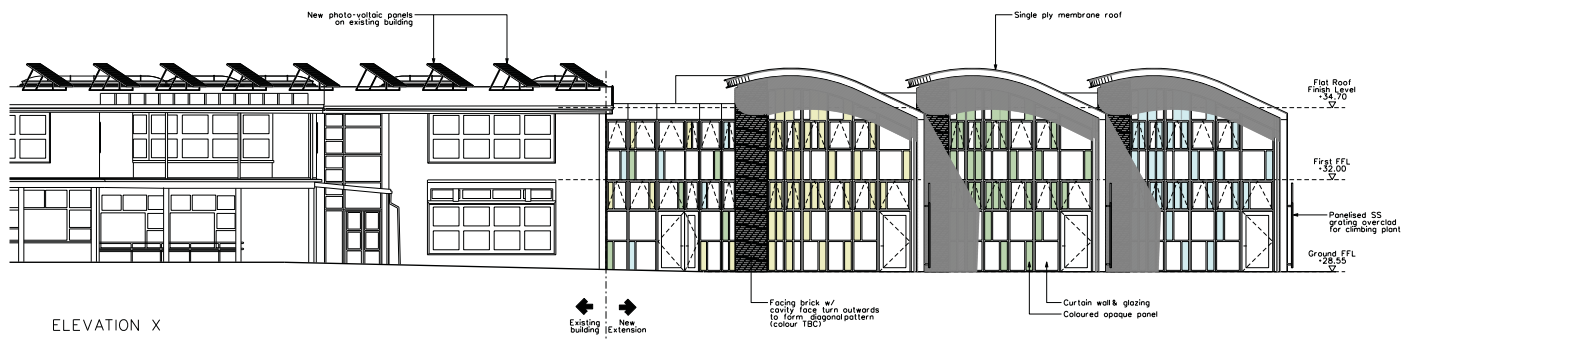 New photo-voltaic panels
on existing building
Single ply membrane roof
Flat Roof
Finish Level
+34.70
First FFL
+32.00
Panelised SS
grating overclad
for climbing plant
Ground FFL
+28.55
Facing brick w/
cavity face turn outwards
to form diagonal pattern
(colour TBC)
Curtain wall & glazing
Coloured opaque panel
Existing
building
New
Extension
ELEVATION X